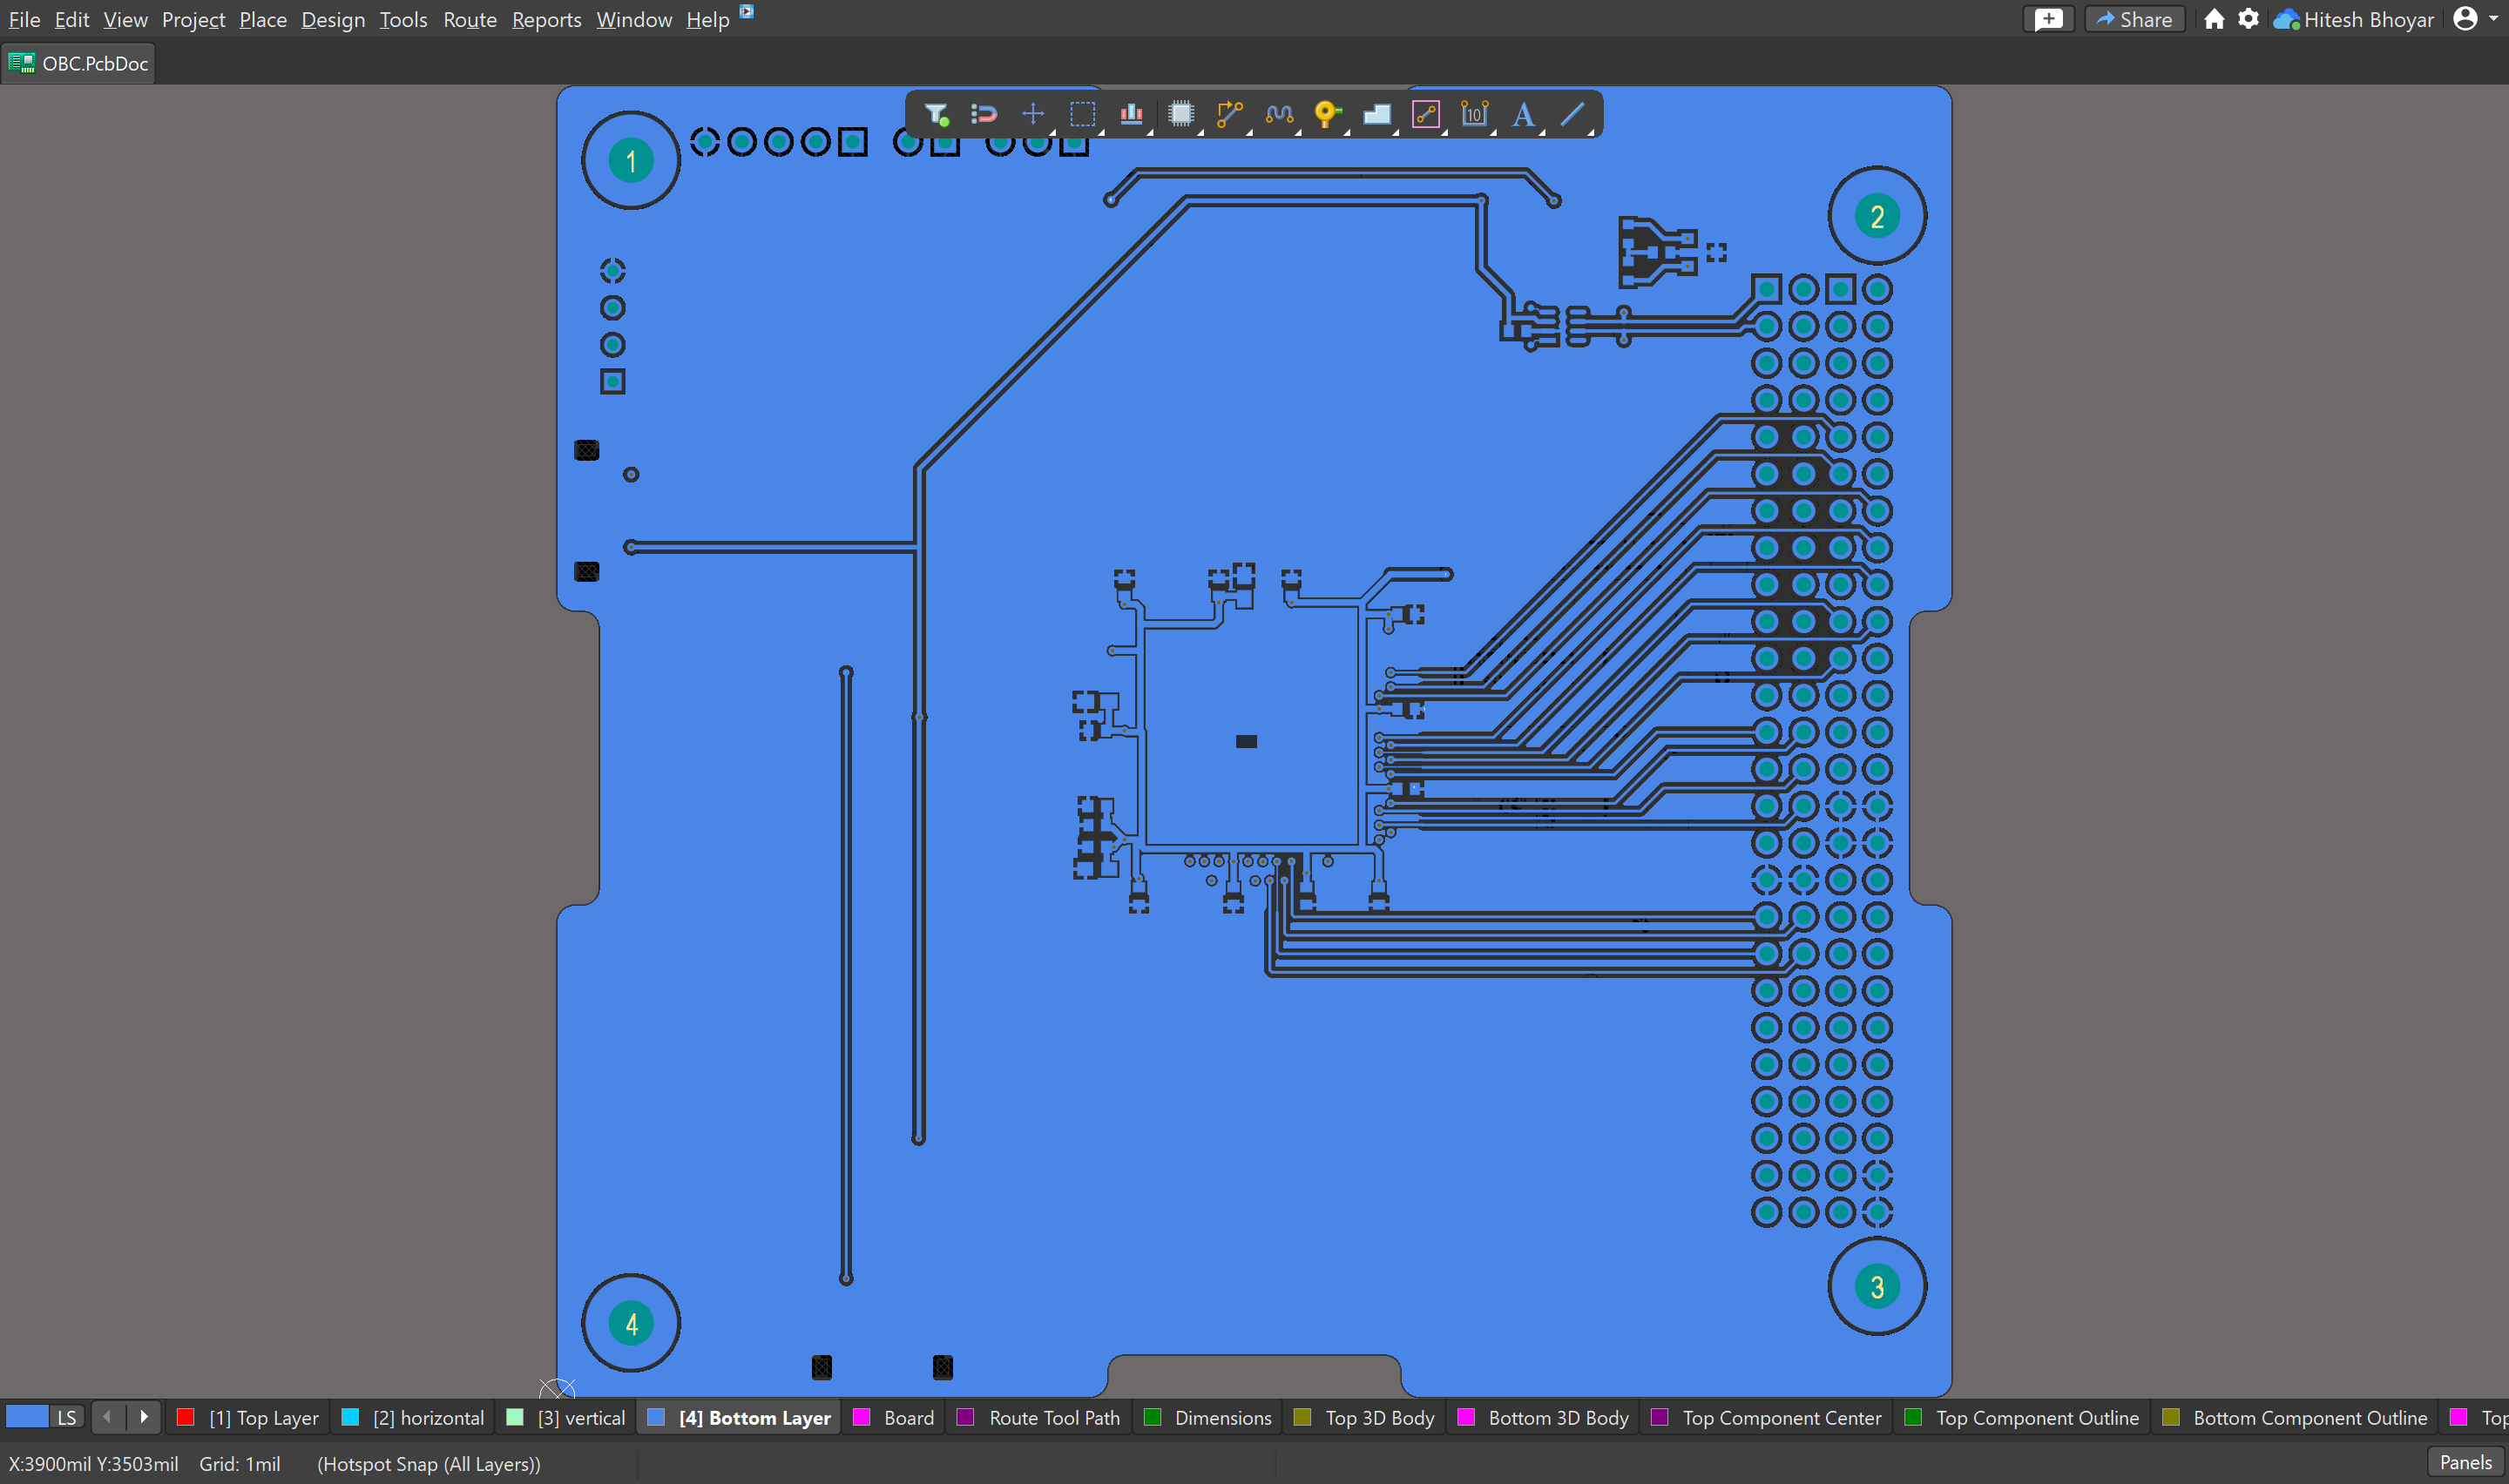 File Edit View Project Place Design Tools Route Reports Window Help Share Hitesh Bhoyar
OBC.PcbDoc
10 A
1
2
3
4
LS [1] Top Layer [2] horizontal [3] vertical [4] Bottom Layer Board Route Tool Path Dimensions Top 3D Body Bottom 3D Body Top Component Center Top Component Outline Bottom Component Outline Top
X:3900mil Y:3503mil Grid: 1mil (Hotspot Snap (All Layers)) Panels